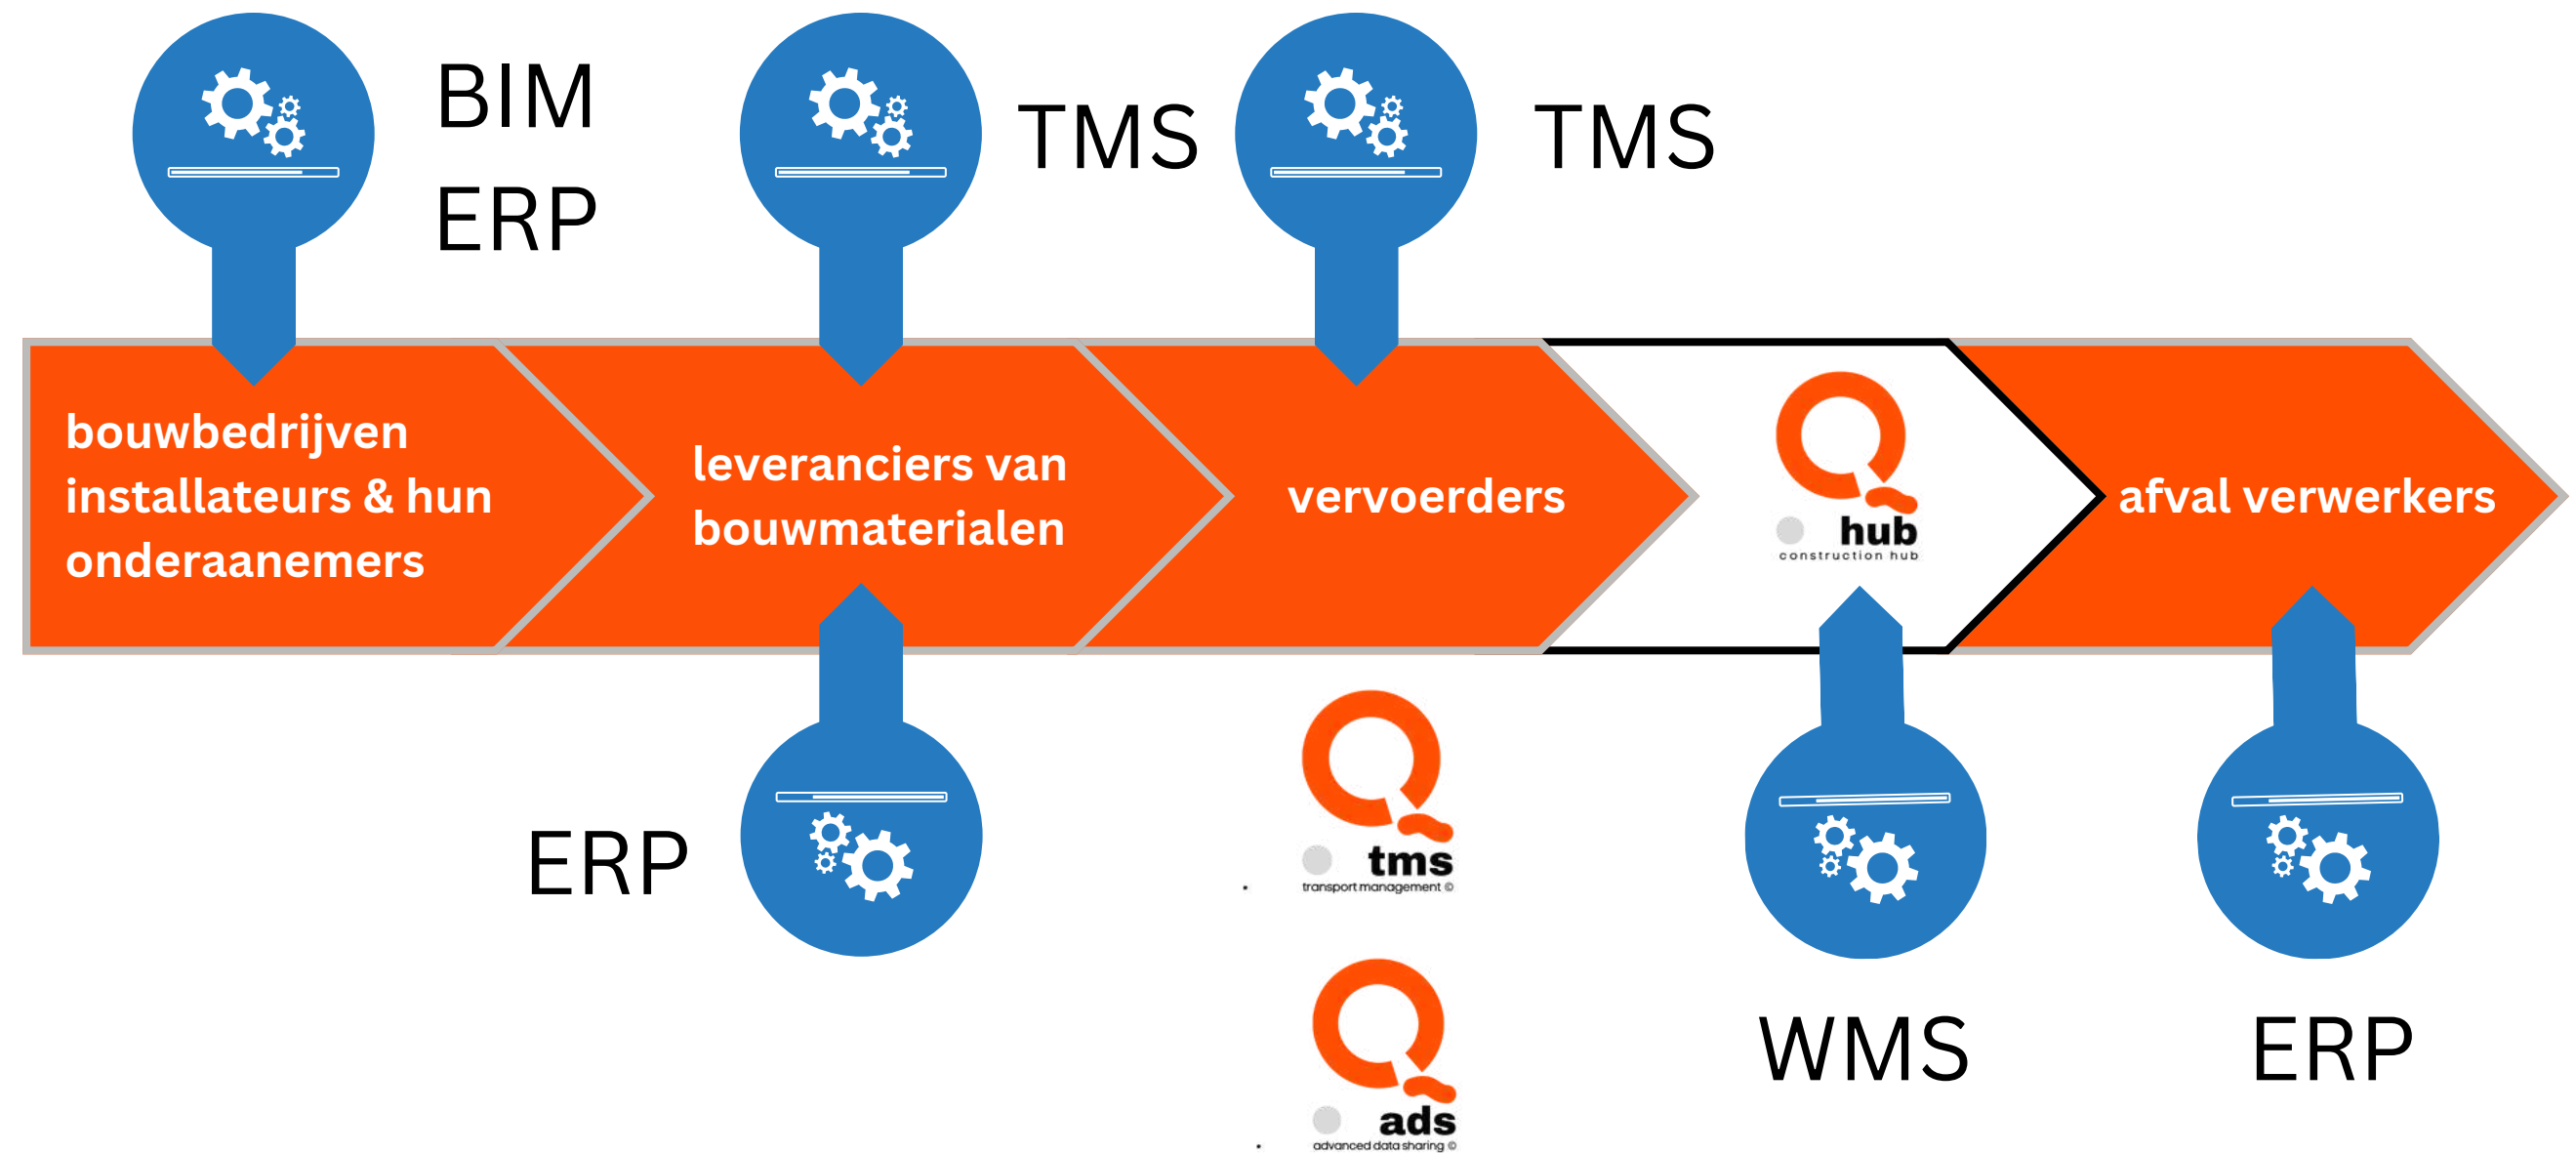 BIM
ERP
TMS
TMS
bouwbedrijven
installateurs & hun
onderaanemers
leveranciers van
bouwmaterialen
vervoerders
hub
construction hub
afval verwerkers
ERP
tms
transport management ©
ads
advanced data sharing ©
WMS
ERP